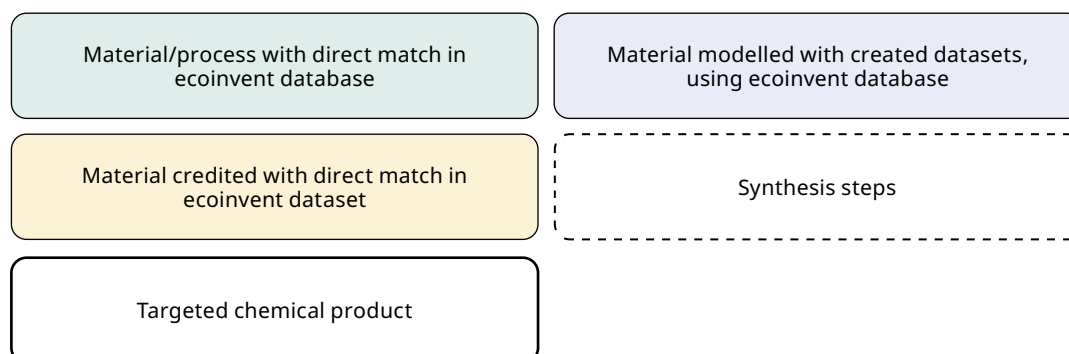 Material/process with direct match in
ecoinvent database
Material modelled with created datasets,
using ecoinvent database
Material credited with direct match in
ecoinvent dataset
Synthesis steps
Targeted chemical product